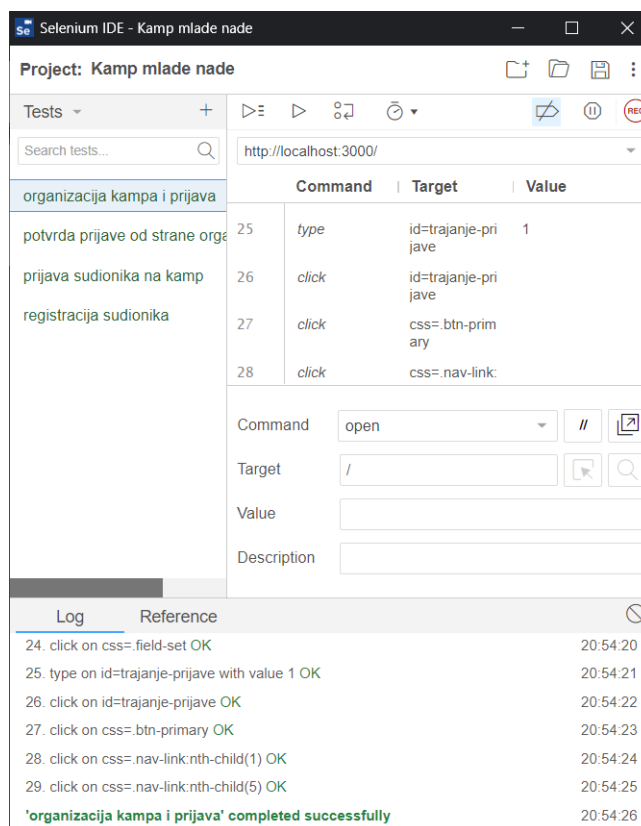 Se Selenium IDE - Kamp mlade nade
Project: Kamp mlade nade
Tests
Search tests...
organizacija kampa i prijava
potvrda prijave od strane orga
prijava sudionika na kamp
registracija sudionika
REC
http://localhost:3000/
Command Target Value
25 type id=trajanje-pri 1
jave
26 click id=trajanje-pri
jave
27 click css=.btn-prim
ary
28 click css=.nav-link:
Command open //
Target /
Value
Description
Log Reference
24. click on css=.field-set OK 20:54:20
25. type on id=trajanje-prijave with value 1 OK 20:54:21
26. click on id=trajanje-prijave OK 20:54:22
27. click on css=.btn-primary OK 20:54:23
28. click on css=.nav-link:nth-child(1) OK 20:54:24
29. click on css=.nav-link:nth-child(5) OK 20:54:25
'organizacija kampa i prijava' completed successfully 20:54:26